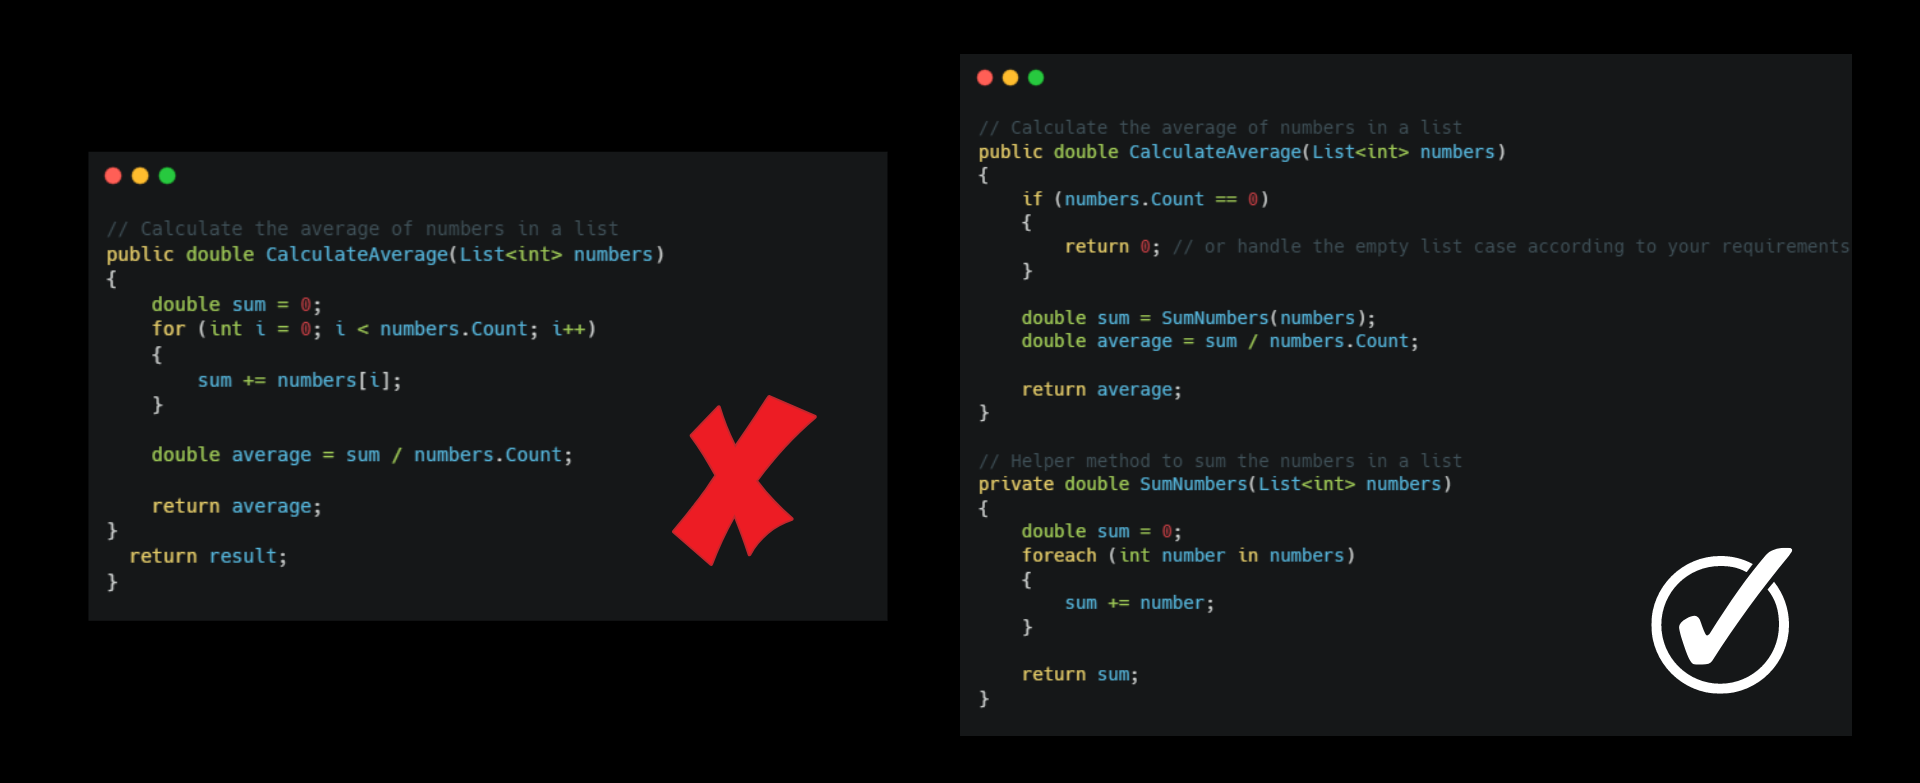 // Calculate the average of numbers in a list
public double CalculateAverage(List<int> numbers)
{
    double sum = 0;
    for (int i = 0; i < numbers.Count; i++)
    {
        sum += numbers[i];
    }

    double average = sum / numbers.Count;

    return average;
}
  return result;
}

// Calculate the average of numbers in a list
public double CalculateAverage(List<int> numbers)
{
    if (numbers.Count == 0)
    {
        return 0; // or handle the empty list case according to your requirements
    }

    double sum = SumNumbers(numbers);
    double average = sum / numbers.Count;

    return average;
}

// Helper method to sum the numbers in a list
private double SumNumbers(List<int> numbers)
{
    double sum = 0;
    foreach (int number in numbers)
    {
        sum += number;
    }

    return sum;
}